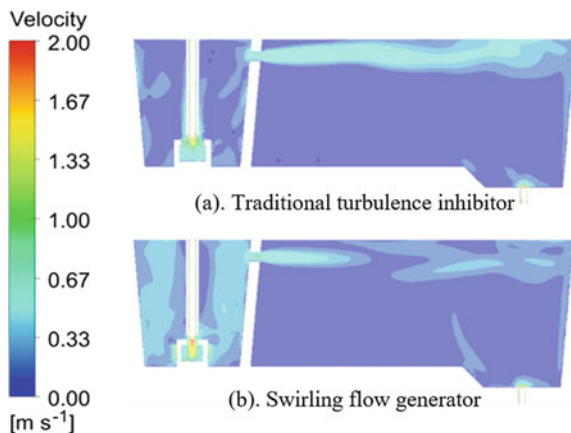 Velocity
2.00
1.67
1.33
1.00
0.67
0.33
0.00
[m s⁻¹]
(a). Traditional turbulence inhibitor
(b). Swirling flow generator